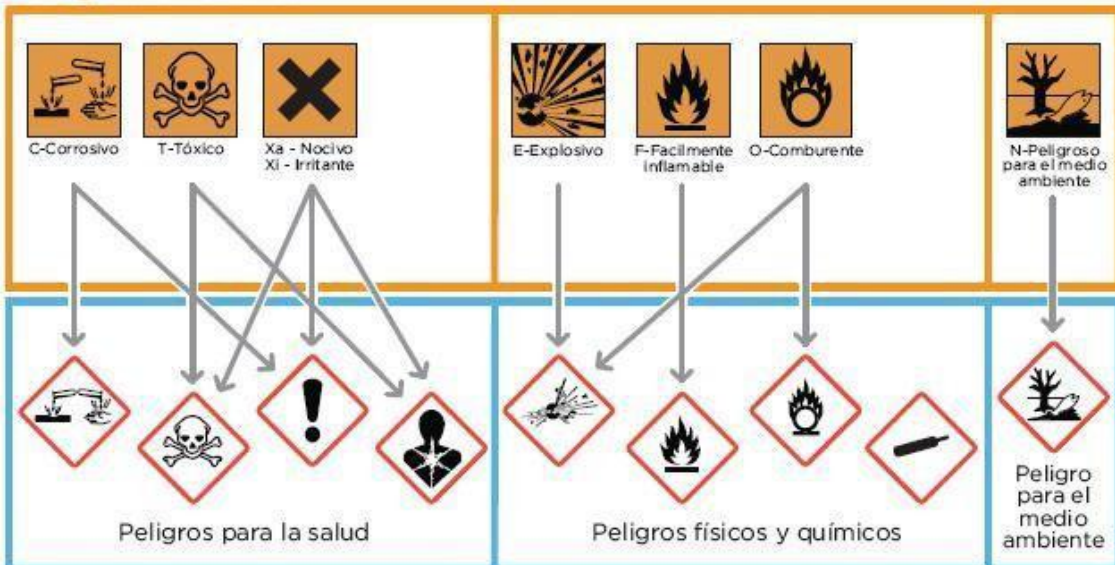 C-Corrosivo
T-Tóxico
Xa - Nocivo
Xi - Irritante
E-Explosivo
F-Facilmente
inflamable
O-Comburente
N-Peligroso
para el medio
ambiente
Peligros para la salud
Peligros físicos y químicos
Peligro
para el
medio
ambiente